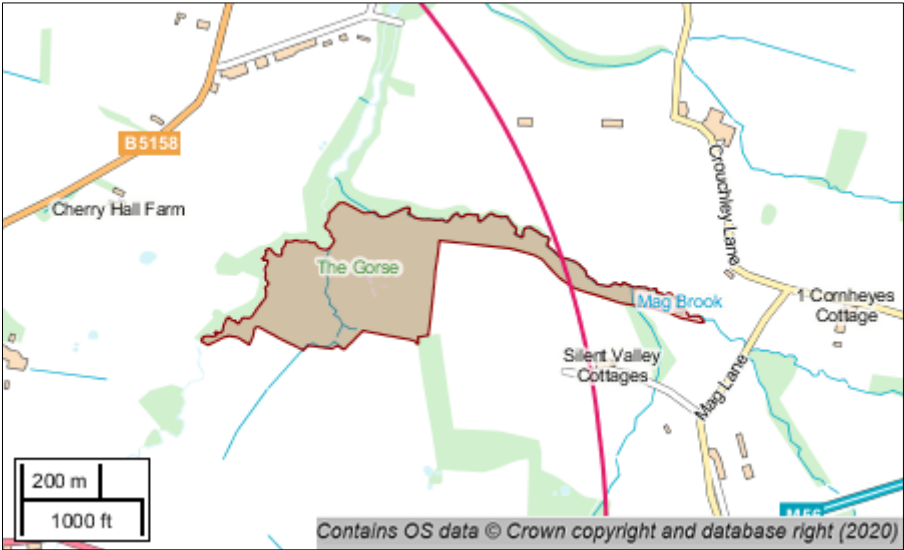 B5158
Cherry Hall Farm
Crouchley Lane
The Gorse
Mag Brook
1 Cornheyes
Cottage
Silent Valley
Cottages
Mag Lane
200 m
1000 ft
M56
Contains OS data © Crown copyright and database right (2020)